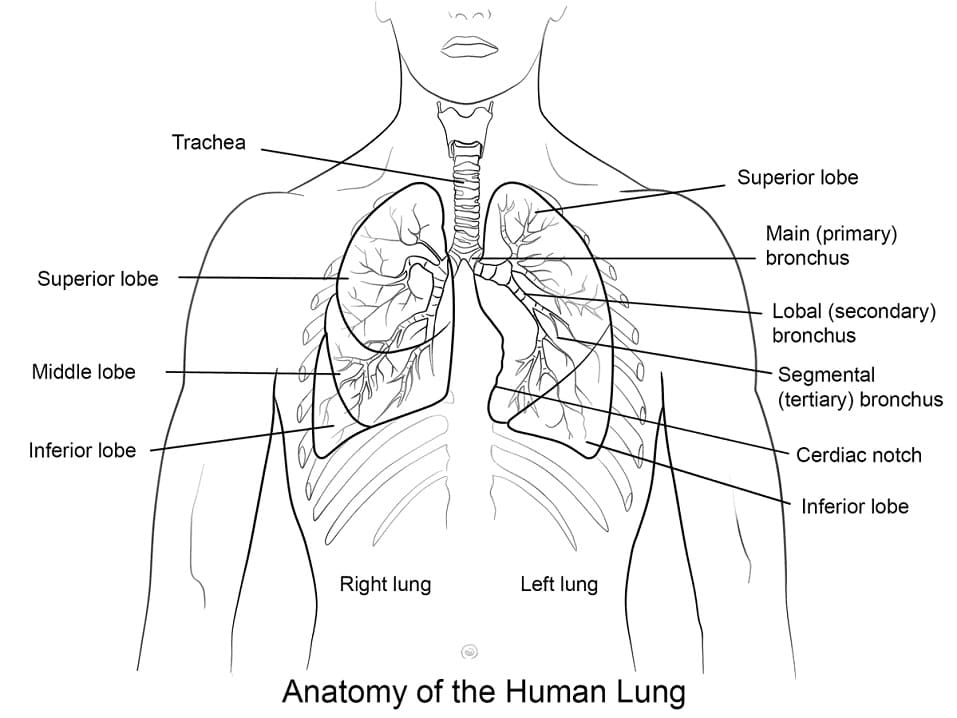 Trachea
Superior lobe
Middle lobe
Inferior lobe
Superior lobe
Main (primary)
bronchus
Lobal (secondary)
bronchus
Segmental
(tertiary) bronchus
Cerdiac notch
Inferior lobe
Right lung
Left lung
Anatomy of the Human Lung